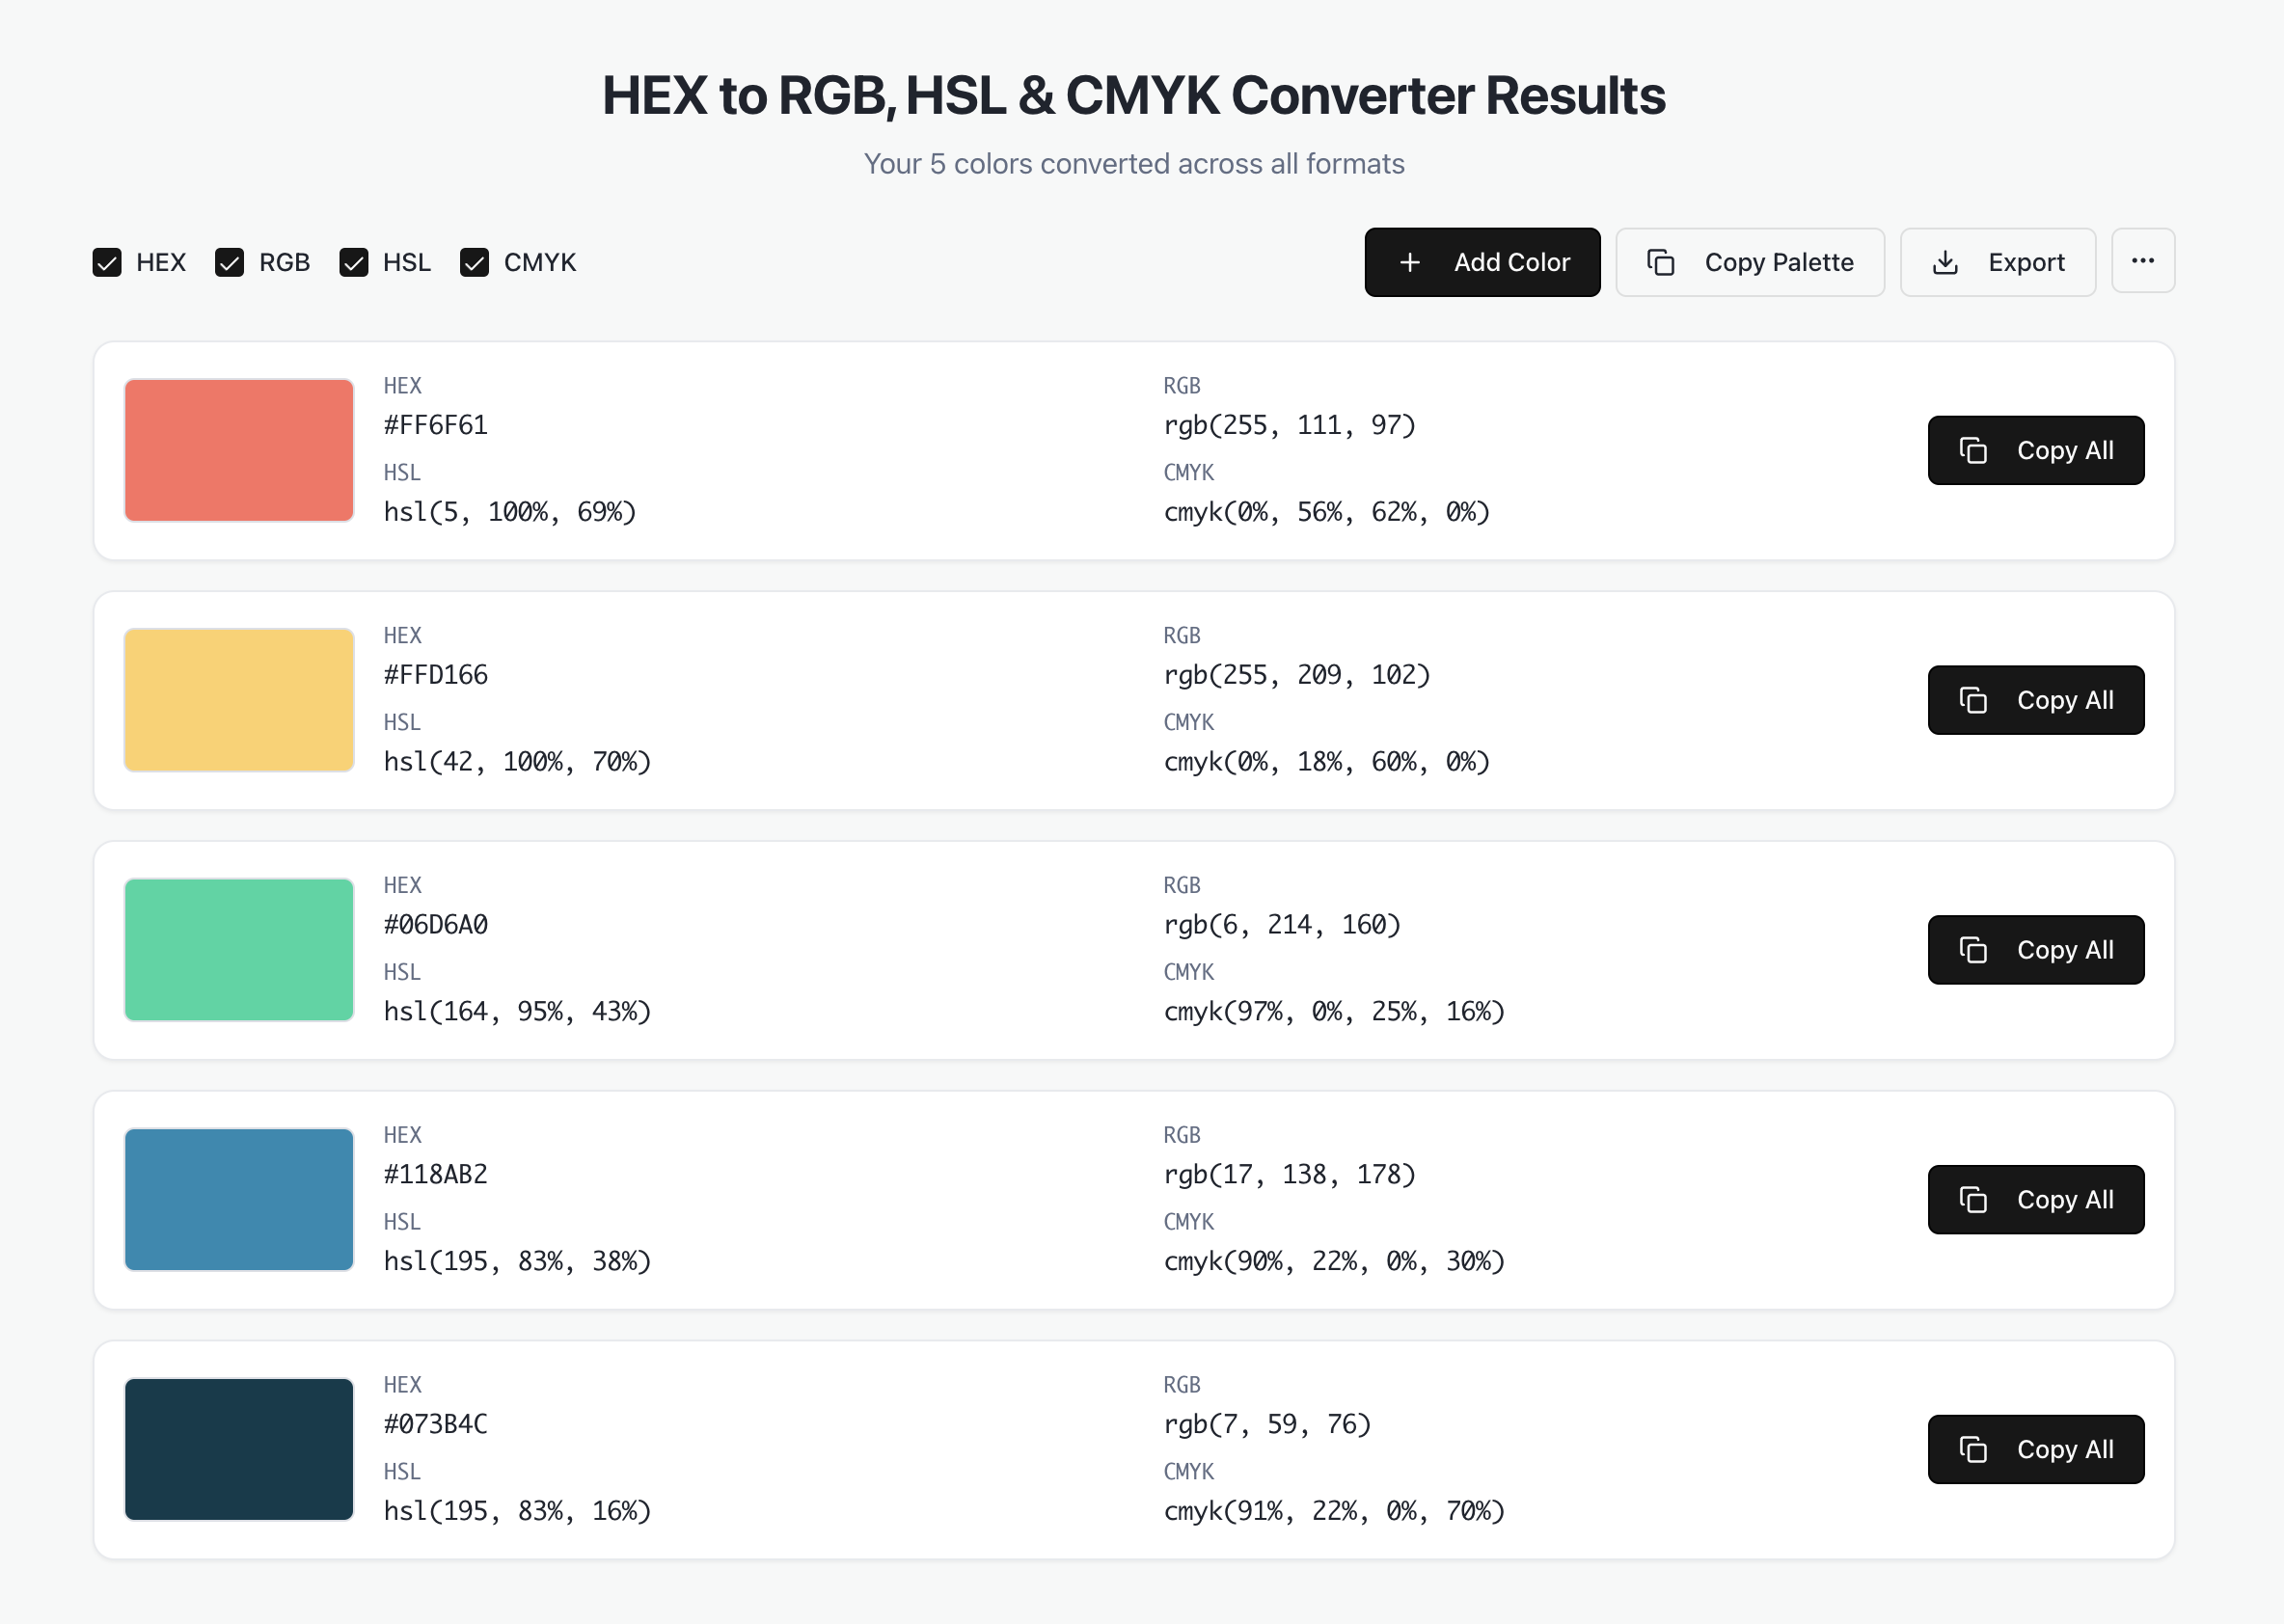 HEX to RGB, HSL & CMYK Converter Results
Your 5 colors converted across all formats
HEX RGB HSL CMYK Add Color Copy Palette Export
HEX RGB
#FF6F61 rgb(255, 111, 97)
Copy All
HSL CMYK
hsl(5, 100%, 69%) cmyk(0%, 56%, 62%, 0%)
HEX RGB
#FFD166 rgb(255, 209, 102)
Copy All
HSL CMYK
hsl(42, 100%, 70%) cmyk(0%, 18%, 60%, 0%)
HEX RGB
#06D6A0 rgb(6, 214, 160)
Copy All
HSL CMYK
hsl(164, 95%, 43%) cmyk(97%, 0%, 25%, 16%)
HEX RGB
#118AB2 rgb(17, 138, 178)
Copy All
HSL CMYK
hsl(195, 83%, 38%) cmyk(90%, 22%, 0%, 30%)
HEX RGB
#073B4C rgb(7, 59, 76)
Copy All
HSL CMYK
hsl(195, 83%, 16%) cmyk(91%, 22%, 0%, 70%)